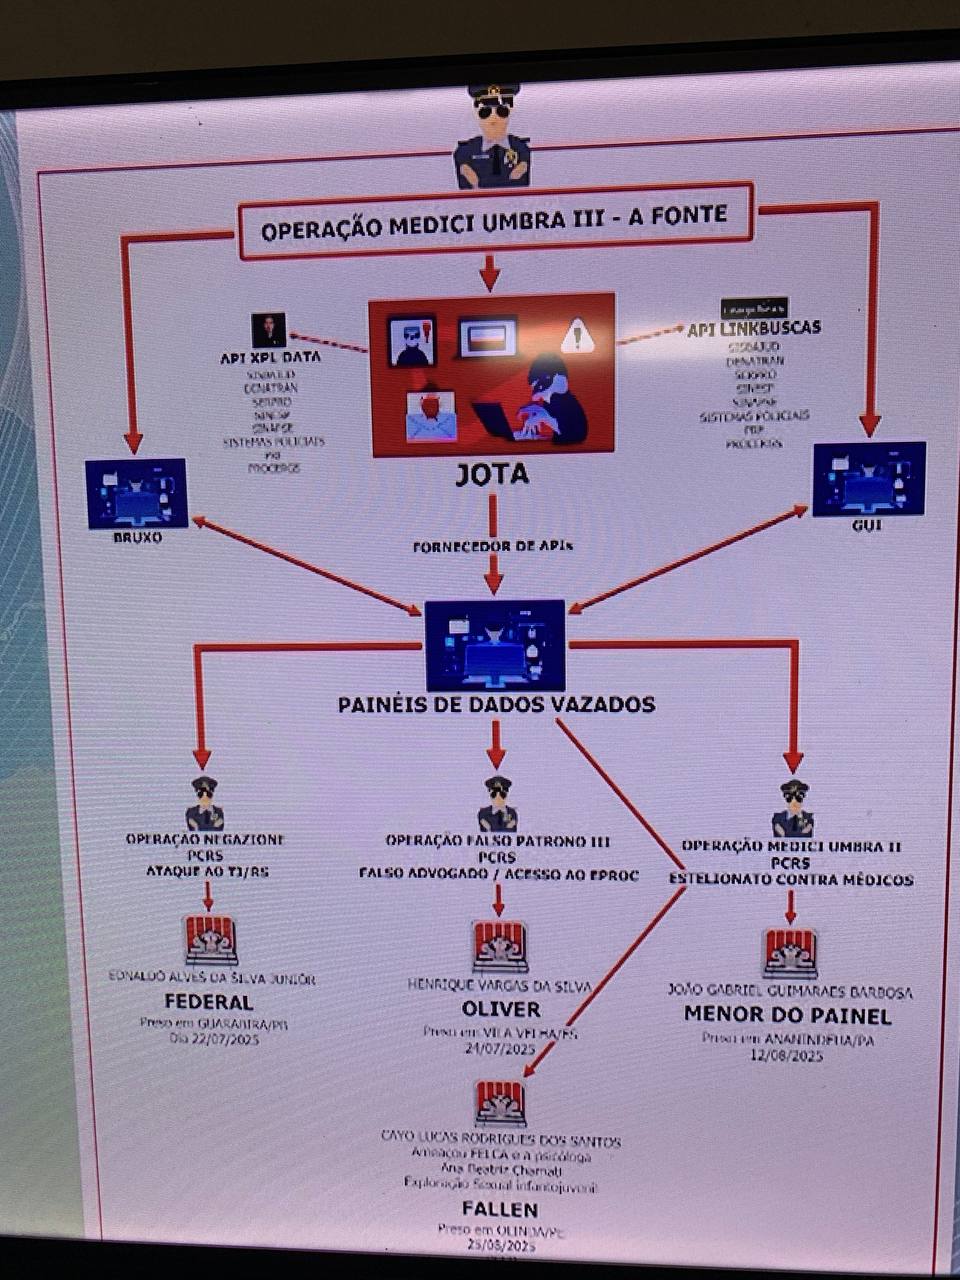 OPERAÇÃO MEDICI UMBRA III - A FONTE
API XPL DATA
SISBAJUD
DENATRAN
SERPRO
SINESP
SINAPSE
SISTEMAS POLICIAIS
PRF
PROCERGS
API LINKBUSCAS
SISBAJUD
DENATRAN
SERPRO
SINESP
SINAPSE
SISTEMAS POLICIAIS
PRF
PROCERGS
JOTA
BRUXO
GUI
FORNECEDOR DE APIs
PAINÉIS DE DADOS VAZADOS
OPERAÇÃO NEGAZIONE
PCRS
ATAQUE AO TJ/RS
EDNALDO ALVES DA SILVA JUNIOR
FEDERAL
Preso em GUARABIRA/PB
Dia 22/07/2025
OPERAÇÃO FALSO PATRONO III
PCRS
FALSO ADVOGADO / ACESSO AO EPROC
HENRIQUE VARGAS DA SILVA
OLIVER
Preso em VILA VELHA/ES
24/07/2025
OPERAÇÃO MEDICI UMBRA II
PCRS
ESTELIONATO CONTRA MÉDICOS
JOÃO GABRIEL GUIMARAES BARBOSA
MENOR DO PAINEL
Preso em ANANINDEUA/PA
12/08/2025
CAYO LUCAS RODRIGUES DOS SANTOS
Ameaçou FELCA e a psicóloga
Ana Beatriz Chamati
Exploração Sexual infantojuvenil
FALLEN
Preso em OLINDA/PE
25/08/2025